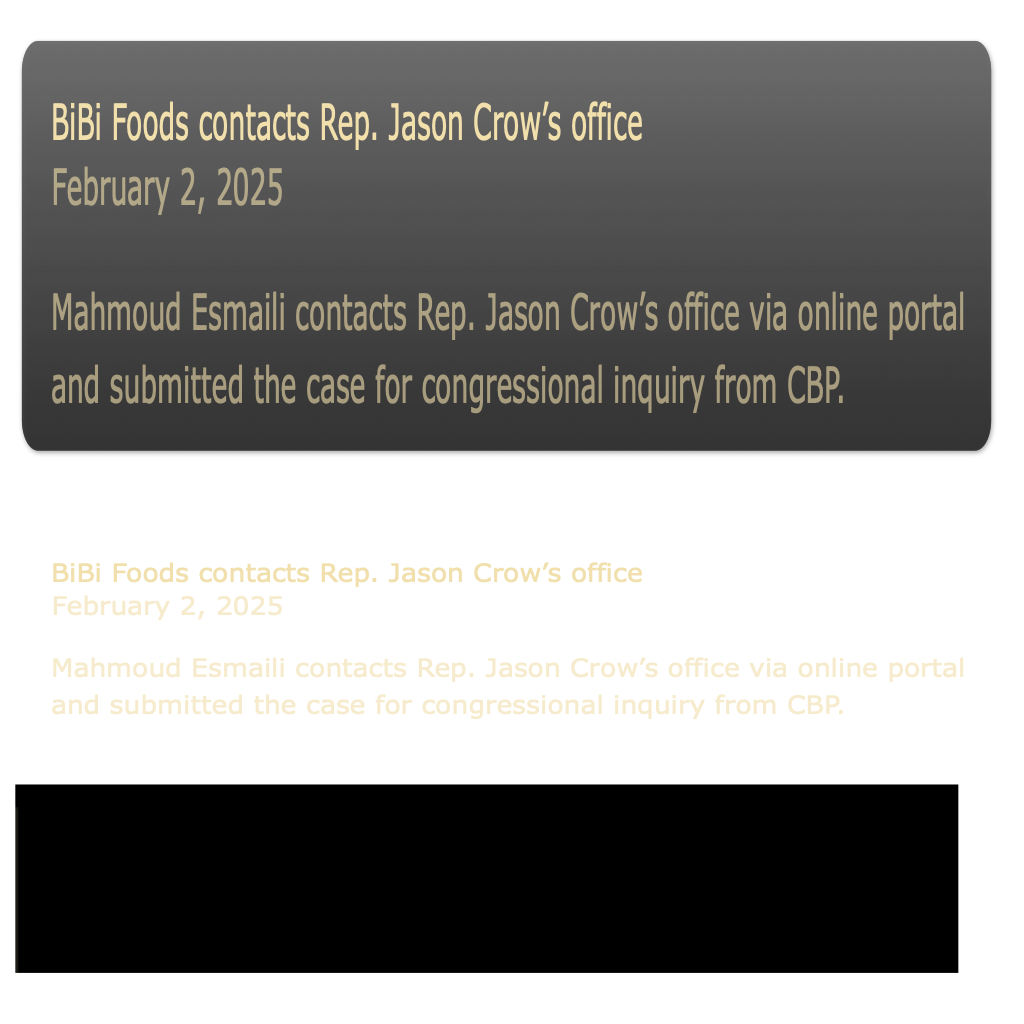 BiBi Foods contacts Rep. Jason Crow’s office
February 2, 2025
Mahmoud Esmaili contacts Rep. Jason Crow’s office via online portal
and submitted the case for congressional inquiry from CBP.
BiBi Foods contacts Rep. Jason Crow’s office
February 2, 2025
Mahmoud Esmaili contacts Rep. Jason Crow’s office via online portal
and submitted the case for congressional inquiry from CBP.